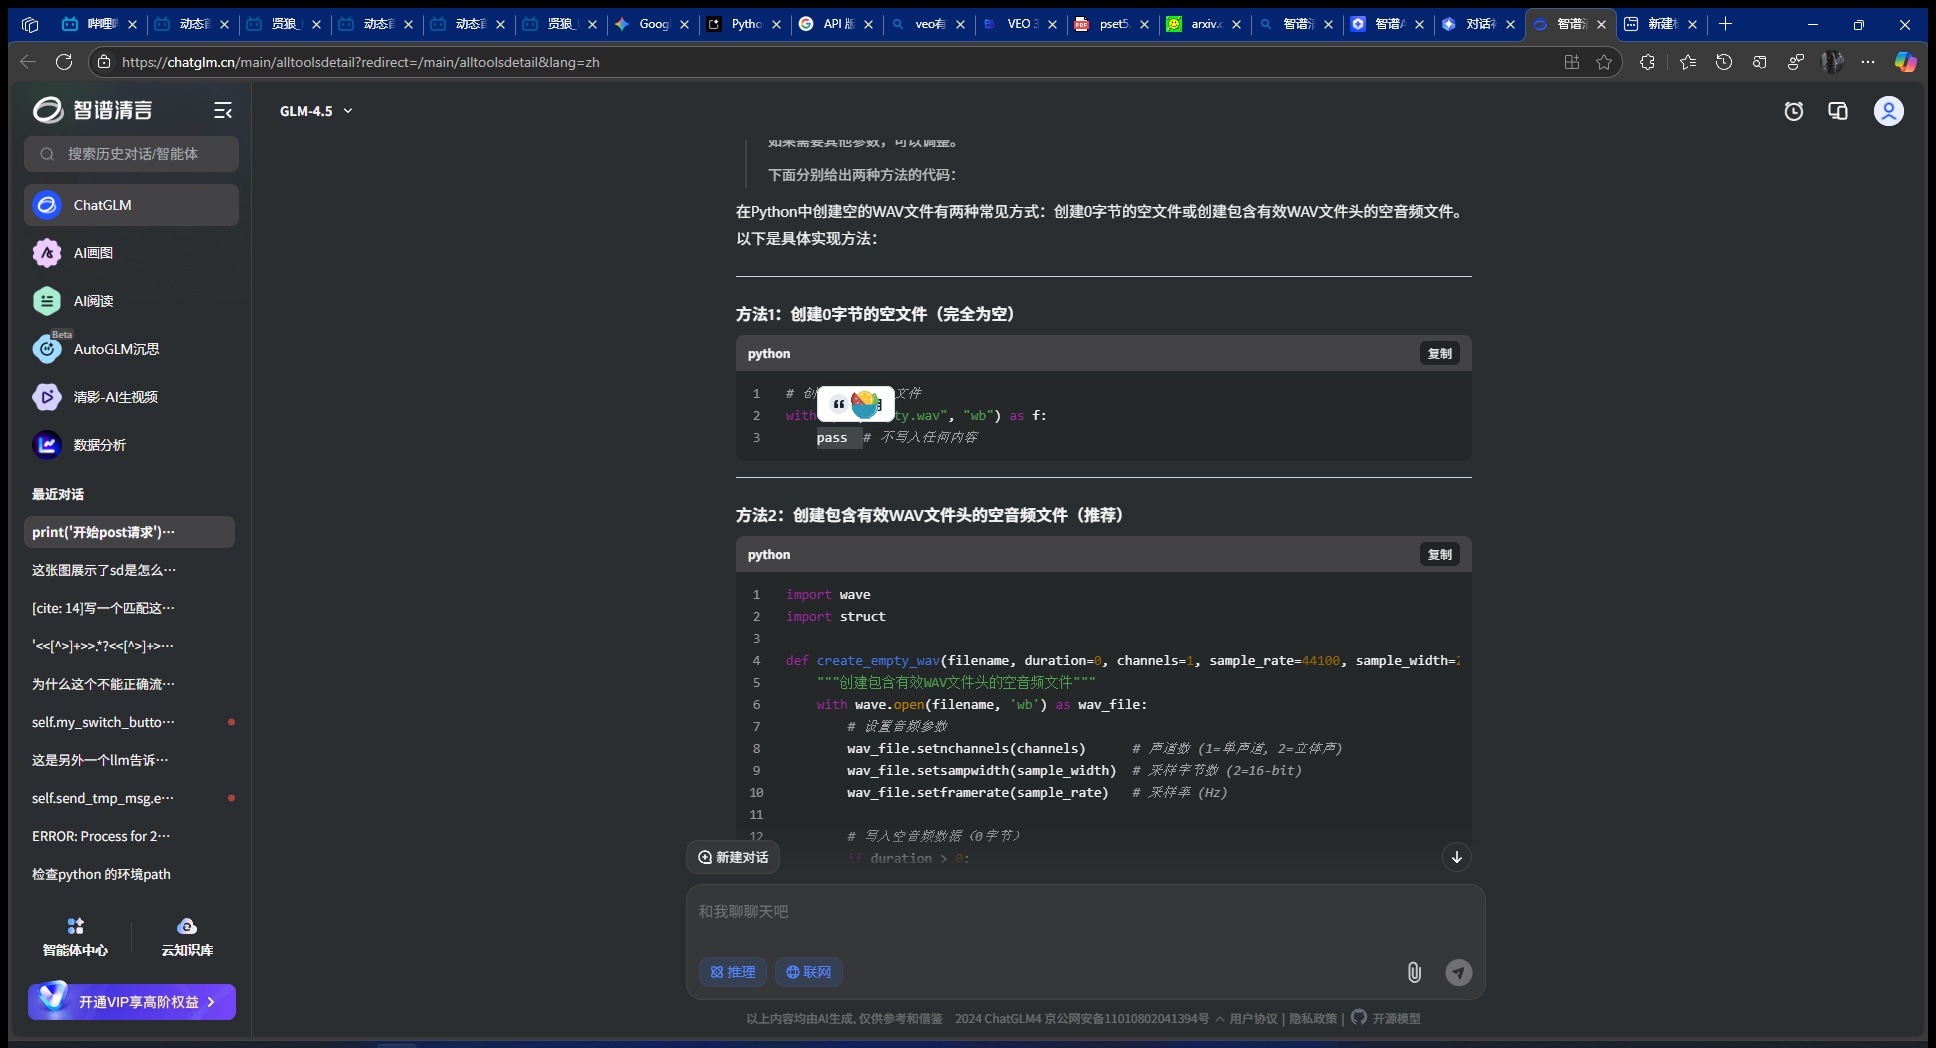 哔哩
动态
贤狼_
动态
动态
贤狼_
Goog
Pytho
API 版
veo有
VEO 3
pset5.
arxiv.o
智谱
智谱A
对话
智谱
新建
https://chatglm.cn/main/alltoolsdetail?redirect=/main/alltoolsdetail&lang=zh
智谱清言
GLM-4.5
搜索历史对话/智能体
ChatGLM
AI画图
AI阅读
Beta
AutoGLM沉思
清影-AI生视频
数据分析
最近对话
print('开始post请求')…
这张图展示了sd是怎么…
[cite: 14]写一个匹配这…
'<<[^>]+>>.*?<<[^>]+>…
为什么这个不能正确流…
self.my_switch_butto…
这是另外一个llm告诉…
self.send_tmp_msg.e…
ERROR: Process for 2…
检查python 的环境path
智能体中心
云知识库
开通VIP享高阶权益
如果需要其他参数，可以调整。
下面分别给出两种方法的代码：
在Python中创建空的WAV文件有两种常见方式：创建0字节的空文件或创建包含有效WAV文件头的空音频文件。
以下是具体实现方法：
方法1：创建0字节的空文件（完全为空）
python
复制
1 # 创 文件
2 with ty.wav", "wb") as f:
3 pass # 不写入任何内容
方法2：创建包含有效WAV文件头的空音频文件（推荐）
python
复制
1 import wave
2 import struct
3
4 def create_empty_wav(filename, duration=0, channels=1, sample_rate=44100, sample_width=2
5 """创建包含有效WAV文件头的空音频文件"""
6 with wave.open(filename, 'wb') as wav_file:
7 # 设置音频参数
8 wav_file.setnchannels(channels) # 声道数 (1=单声道, 2=立体声)
9 wav_file.setsampwidth(sample_width) # 采样字节数 (2=16-bit)
10 wav_file.setframerate(sample_rate) # 采样率 (Hz)
11
12 # 写入空音频数据（0字节）
if duration > 0:
新建对话
和我聊聊天吧
推理
联网
以上内容均由AI生成, 仅供参考和借鉴 2024 ChatGLM4 京公网安备11010802041394号 用户协议 | 隐私政策 | 开源模型